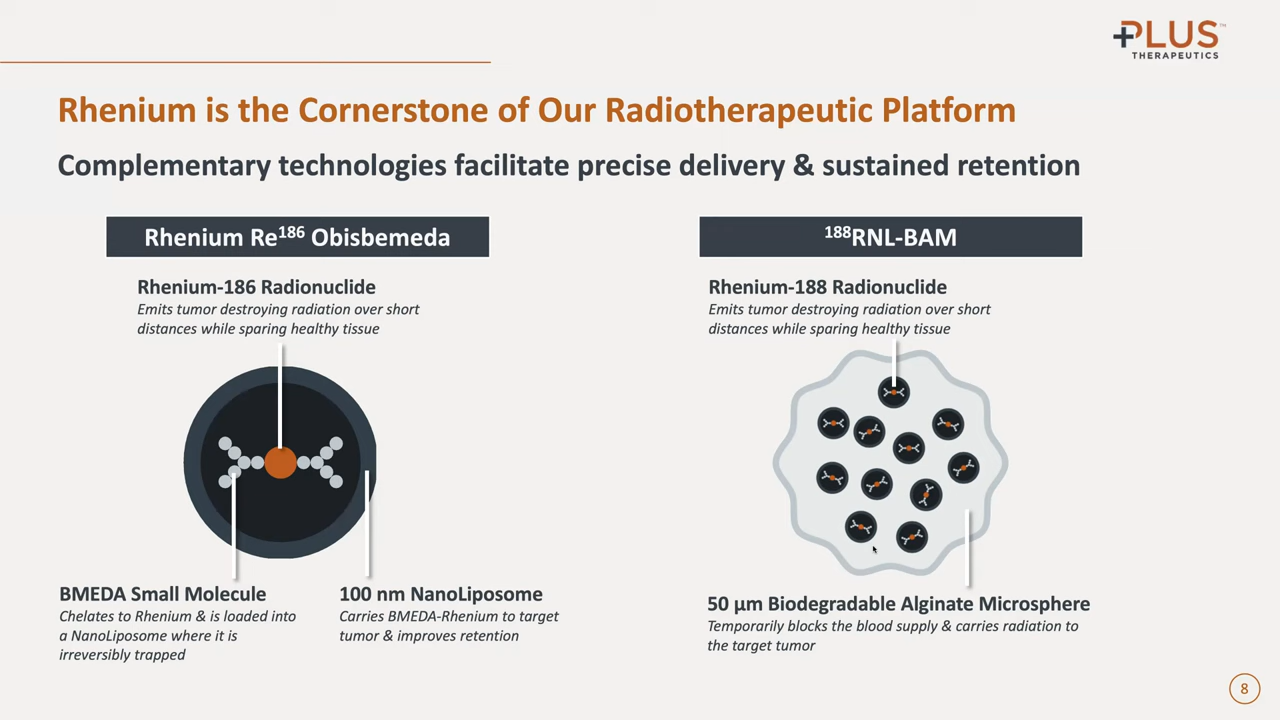 PLUS™
THERAPEUTICS
Rhenium is the Cornerstone of Our Radiotherapeutic Platform
Complementary technologies facilitate precise delivery & sustained retention
Rhenium Re¹⁸⁶ Obisbemeda
Rhenium-186 Radionuclide
Emits tumor destroying radiation over short
distances while sparing healthy tissue
BMEDA Small Molecule
Chelates to Rhenium & is loaded into
a NanoLiposome where it is
irreversibly trapped
100 nm NanoLiposome
Carries BMEDA-Rhenium to target
tumor & improves retention
¹⁸⁸RNL-BAM
Rhenium-188 Radionuclide
Emits tumor destroying radiation over short
distances while sparing healthy tissue
50 µm Biodegradable Alginate Microsphere
Temporarily blocks the blood supply & carries radiation to
the target tumor
8